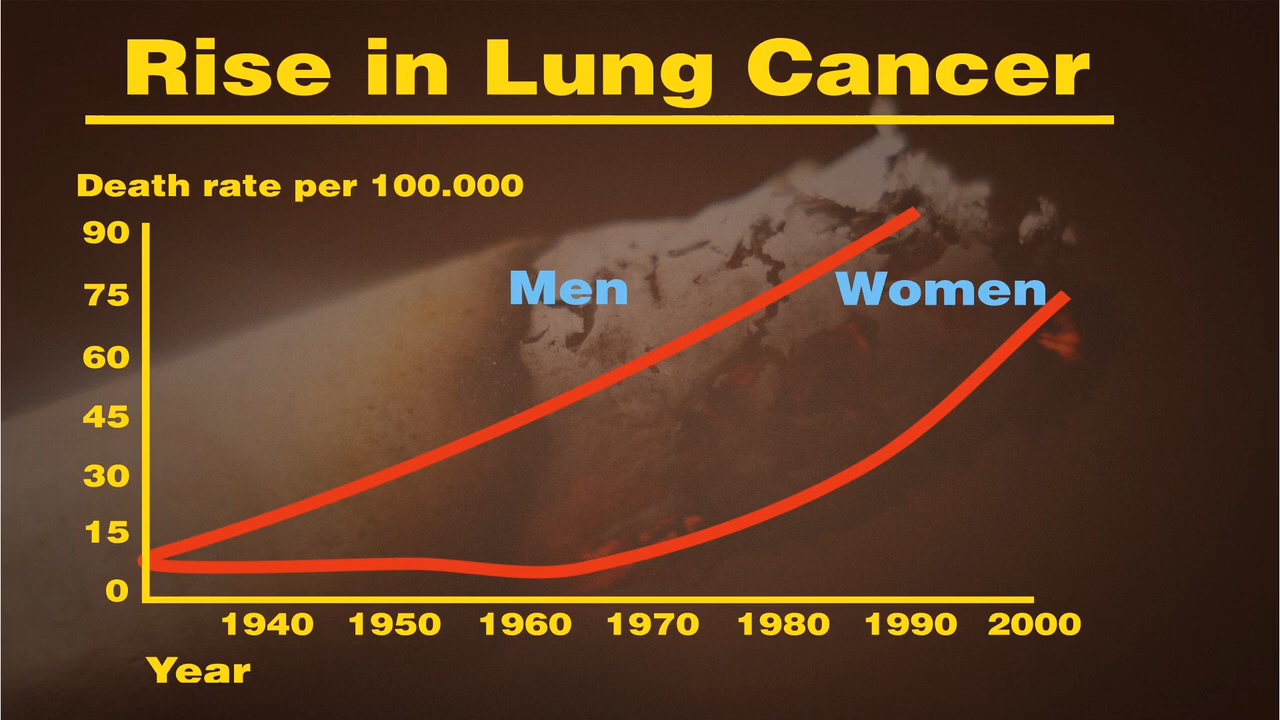 Rise in Lung Cancer
Death rate per 100.000
90
75
60
45
30
15
0
Men
Women
1940 1950 1960 1970 1980 1990 2000
Year